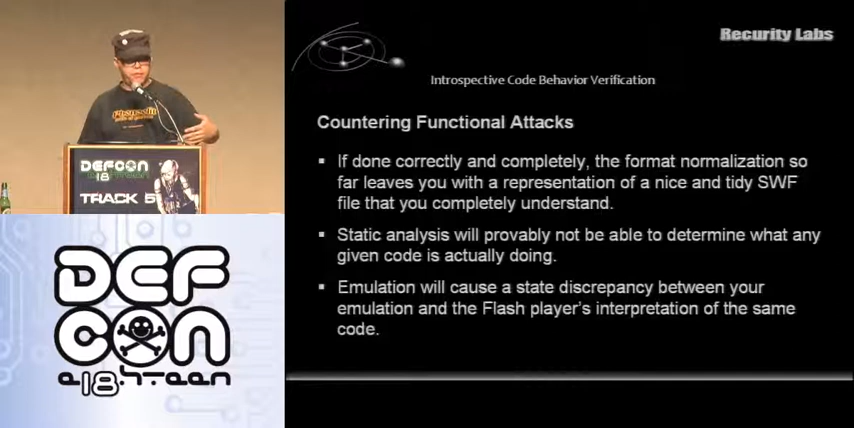 Recurity Labs
Introspective Code Behavior Verification
Countering Functional Attacks
If done correctly and completely, the format normalization so
far leaves you with a representation of a nice and tidy SWF
file that you completely understand.
Static analysis will provably not be able to determine what any
given code is actually doing.
Emulation will cause a state discrepancy between your
emulation and the Flash player's interpretation of the same
code.
DEFCON
18
TRACK 5
DEF
CON
e18hteen